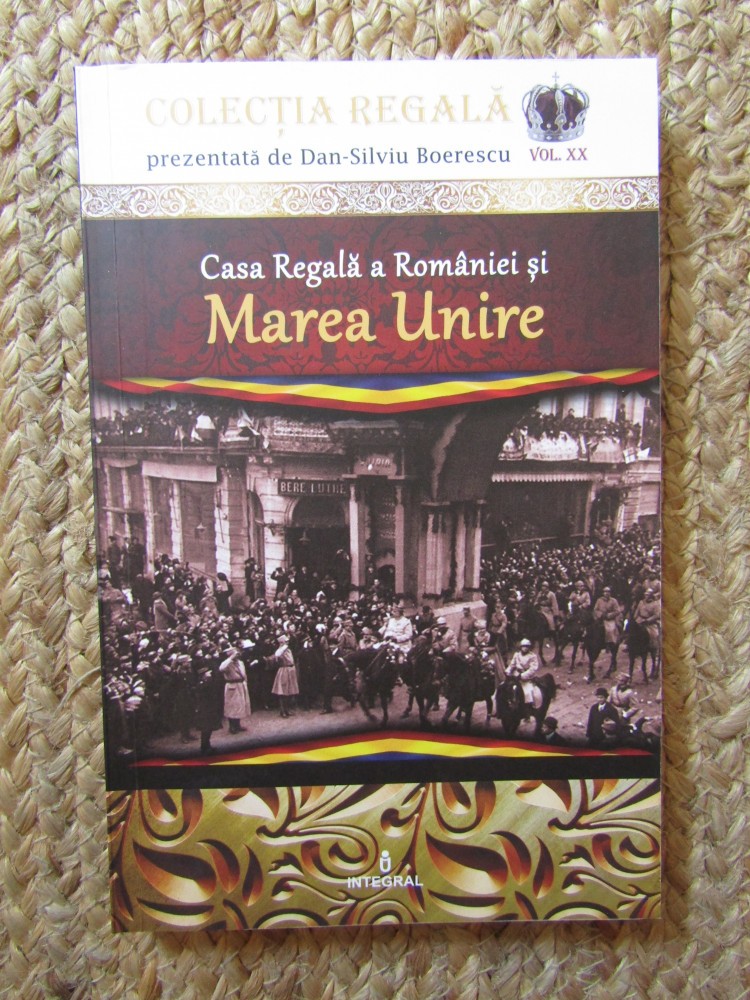 COLECȚIA REGALĂ
prezentată de Dan-Silviu Boerescu VOL. XX
Casa Regală a României și
Marea Unire
BERE LUTHER
INTEGRAL